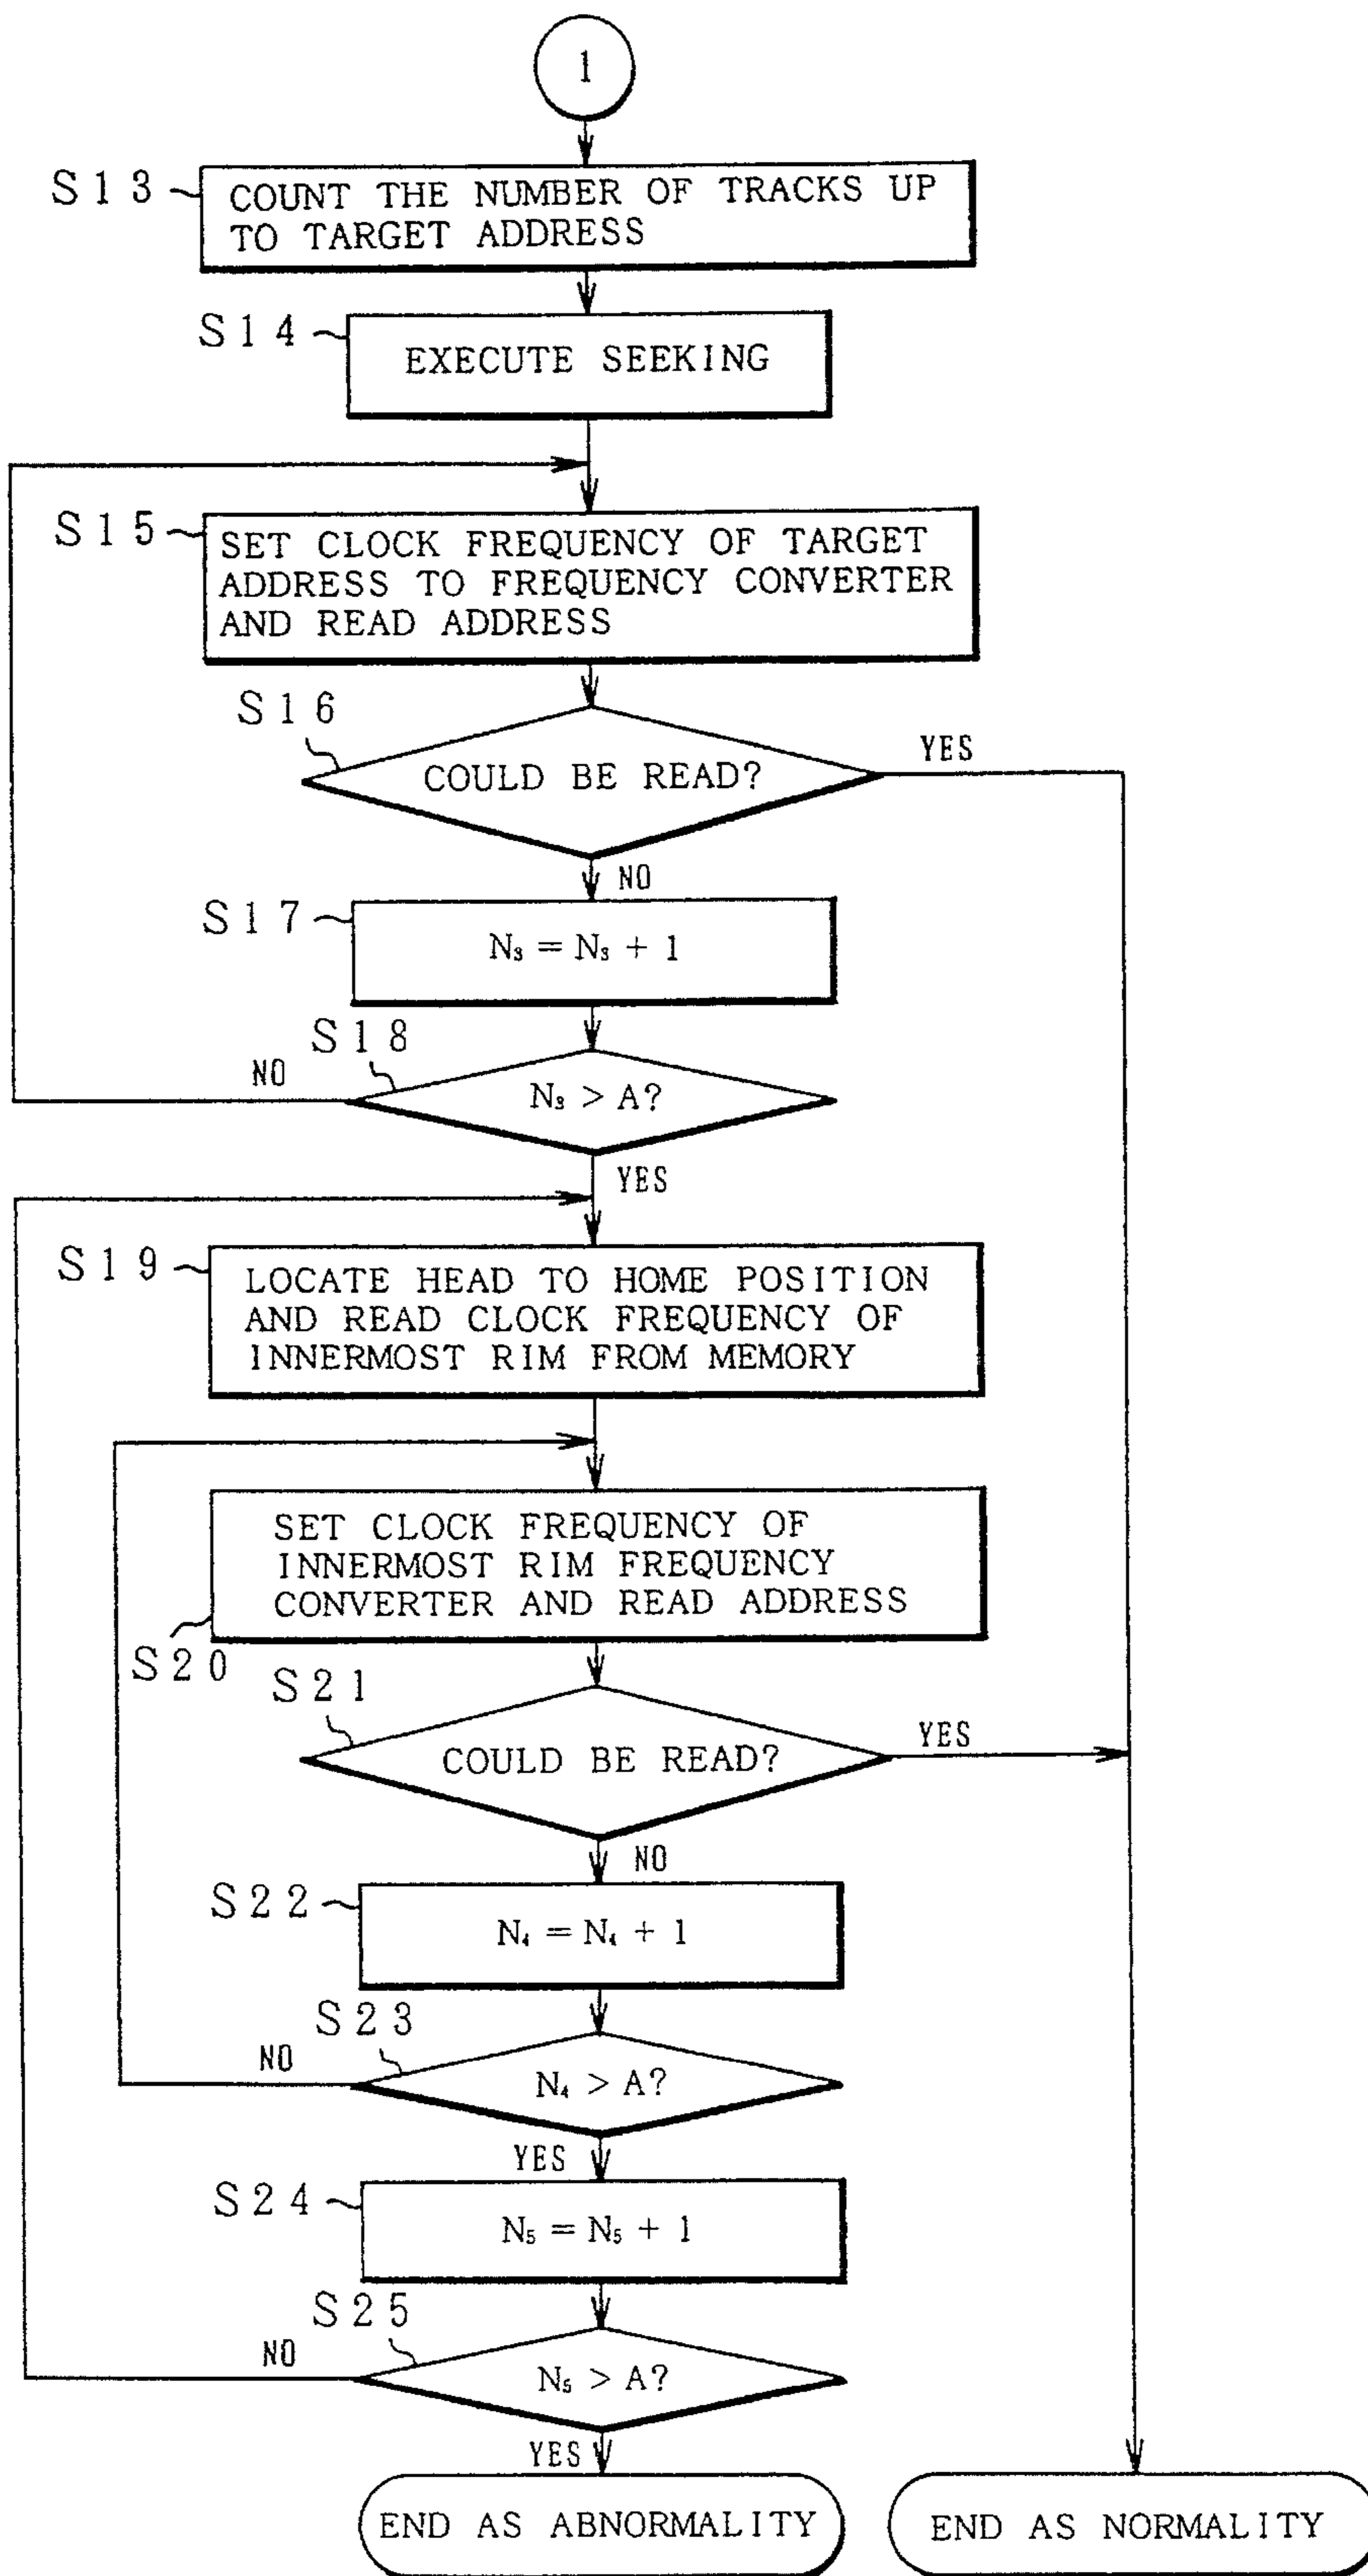 1
S13
COUNT THE NUMBER OF TRACKS UP
TO TARGET ADDRESS
S14
EXECUTE SEEKING
S15
SET CLOCK FREQUENCY OF TARGET
ADDRESS TO FREQUENCY CONVERTER
AND READ ADDRESS
S16
COULD BE READ?
YES
NO
S17
N₃ = N₃ + 1
S18
NO
N₃ > A?
YES
S19
LOCATE HEAD TO HOME POSITION
AND READ CLOCK FREQUENCY OF
INNERMOST RIM FROM MEMORY
SET CLOCK FREQUENCY OF
INNERMOST RIM FREQUENCY
CONVERTER AND READ ADDRESS
S20
S21
COULD BE READ?
YES
NO
S22
N₄ = N₄ + 1
S23
NO
N₄ > A?
YES
S24
N₅ = N₅ + 1
S25
NO
N₅ > A?
YES
END AS ABNORMALITY
END AS NORMALITY